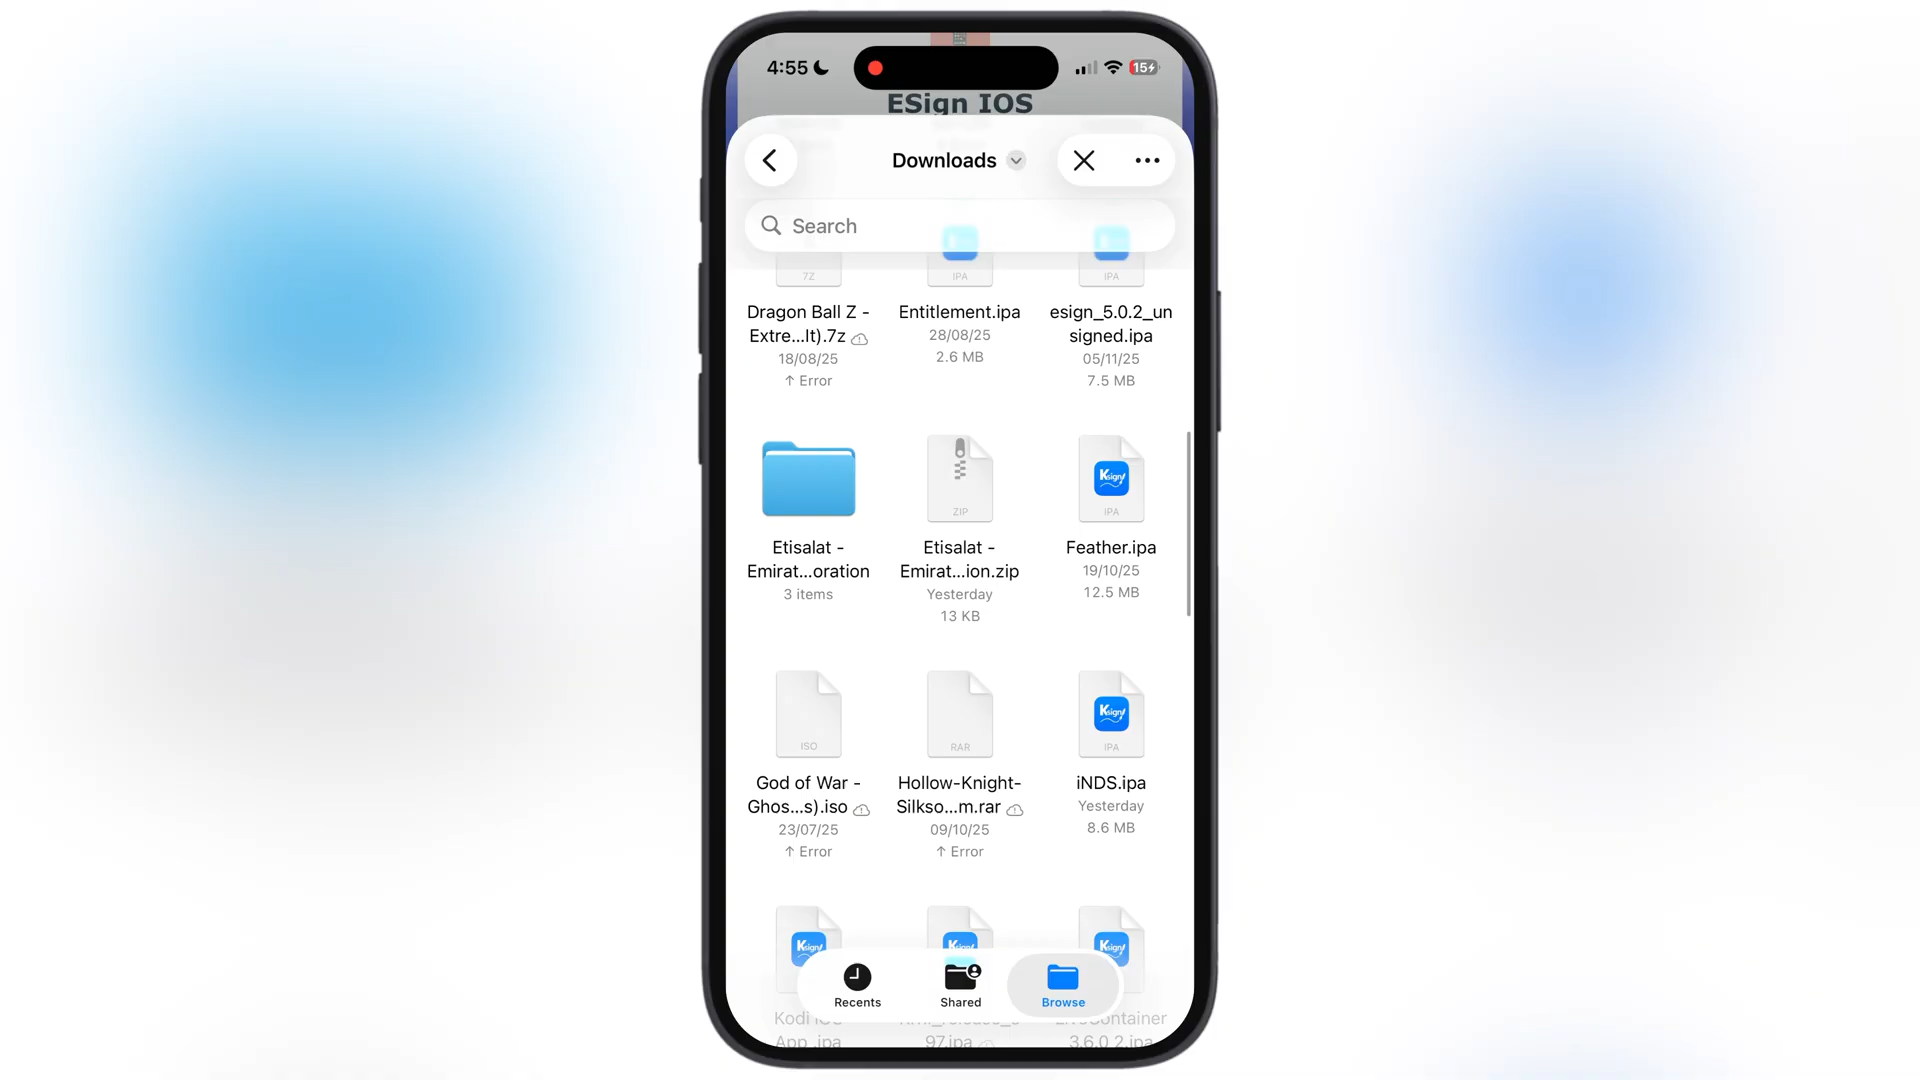 4:55
15
ESign IOS
Downloads
Search
7Z
IPA
IPA
Dragon Ball Z -
Extre...lt).7z
18/08/25
↑ Error
Entitlement.ipa
28/08/25
2.6 MB
esign_5.0.2_un
signed.ipa
05/11/25
7.5 MB
ZIP
Ksign
IPA
Etisalat -
Emirat...oration
3 items
Etisalat -
Emirat...ion.zip
Yesterday
13 KB
Feather.ipa
19/10/25
12.5 MB
ISO
RAR
Ksign
IPA
God of War -
Ghos...s).iso
23/07/25
↑ Error
Hollow-Knight-
Silkso...m.rar
09/10/25
↑ Error
iNDS.ipa
Yesterday
8.6 MB
Ksign
Ksign
Ksign
Recents
Shared
Browse
Kodi iOS
App .ipa
97.ipa
LiveContainer
3.6.0 2.ipa